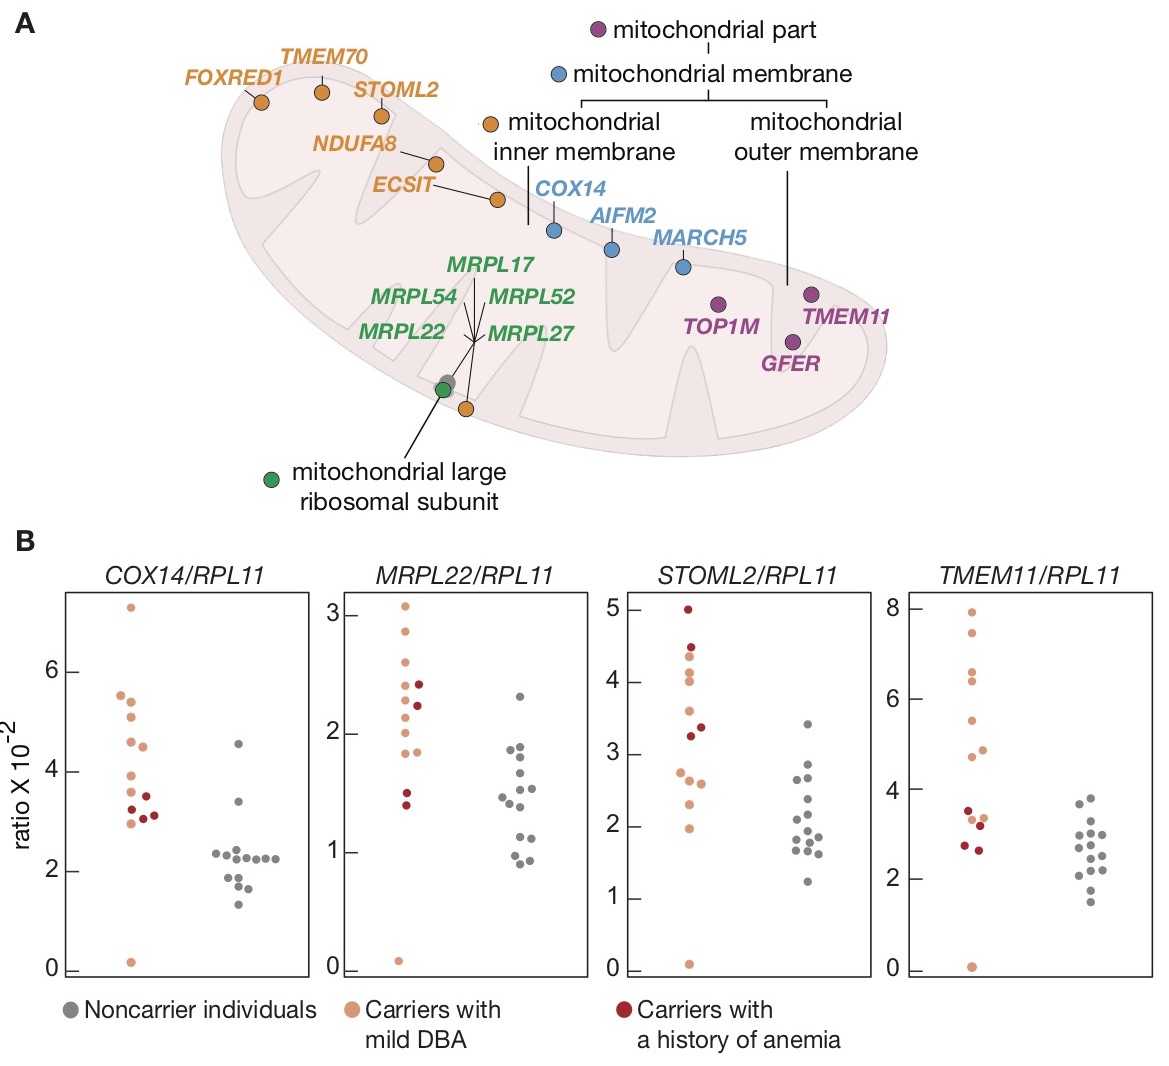 A
mitochondrial part
mitochondrial membrane
mitochondrial
inner membrane
mitochondrial
outer membrane
TMEM70
FOXRED1
STOML2
NDUFA8
ECSIT
COX14
AIFM2
MARCH5
MRPL17
MRPL54
MRPL52
MRPL22
MRPL27
TOP1M
TMEM11
GFER
mitochondrial large
ribosomal subunit
B
COX14/RPL11
MRPL22/RPL11
STOML2/RPL11
TMEM11/RPL11
ratio X 10-2
6
4
2
0
3
2
1
0
5
4
3
2
1
0
8
6
4
2
0
Noncarrier individuals
Carriers with
mild DBA
Carriers with
a history of anemia